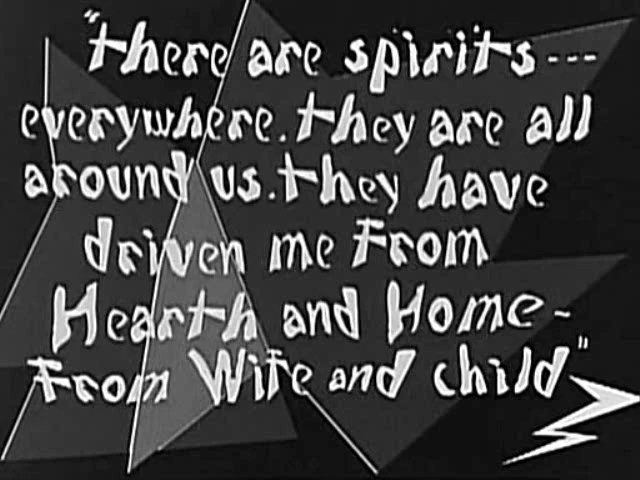 "there are spirits---
everywhere. they are all
around us. they have
driven me from
Hearth and Home-
from Wife and child"